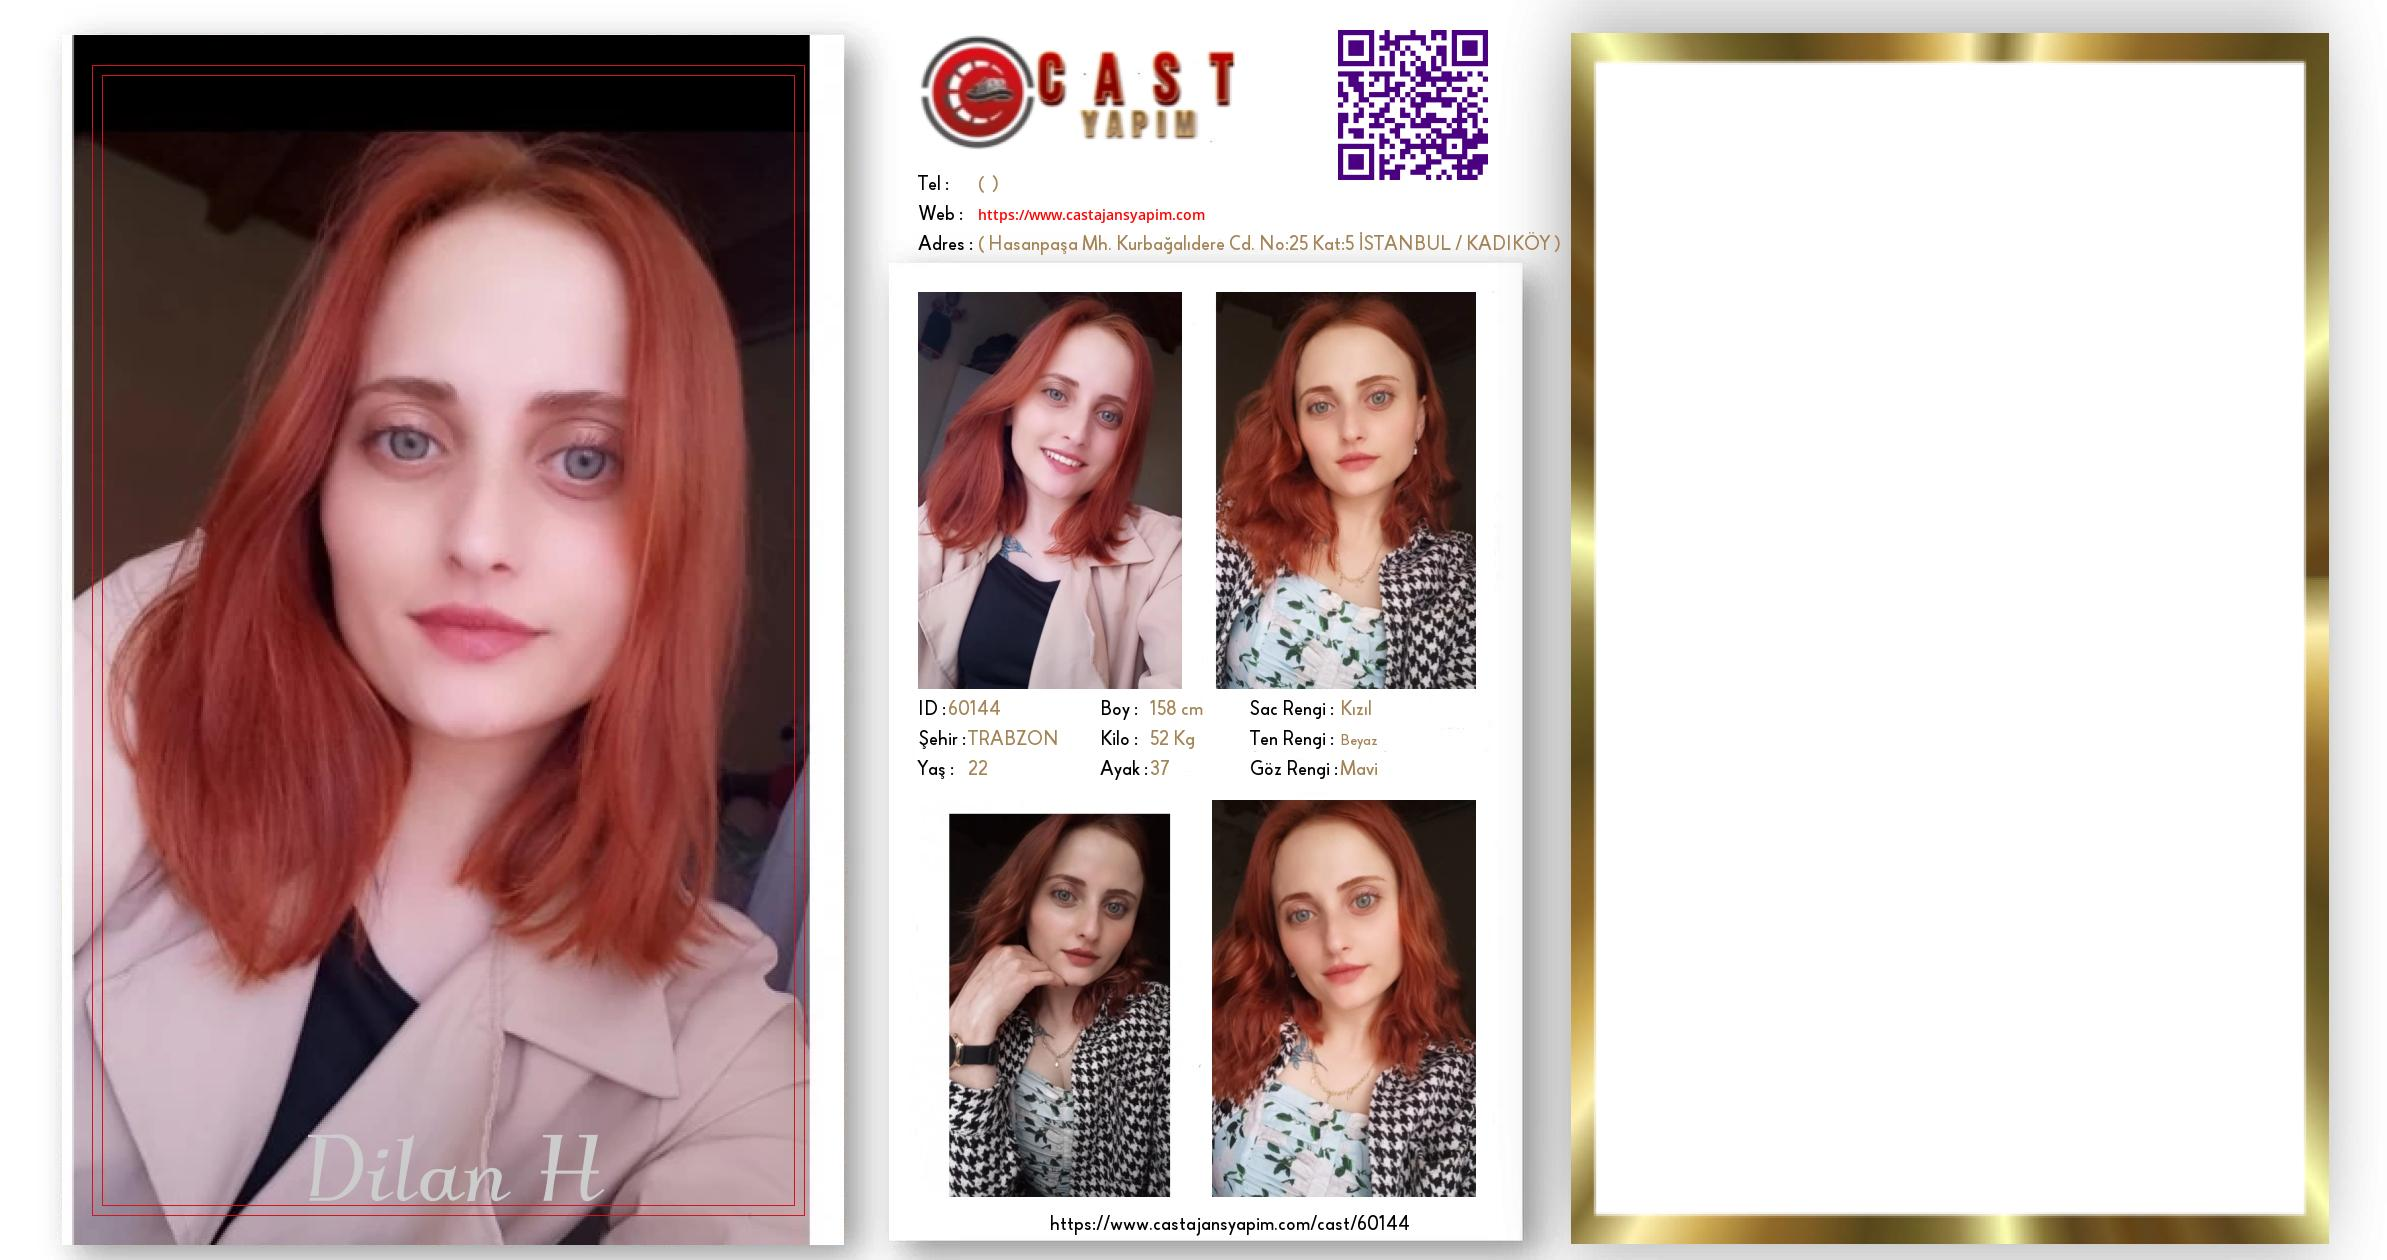 Dilan H
CAST
YAPIM
Tel : ( )
Web : https://www.castajansyapim.com
Adres : ( Hasanpaşa Mh. Kurbağalıdere Cd. No:25 Kat:5 İSTANBUL / KADIKÖY )
ID : 60144 Boy : 158 cm Sac Rengi : Kızıl
Şehir : TRABZON Kilo : 52 Kg Ten Rengi : Beyaz
Yaş : 22 Ayak : 37 Göz Rengi : Mavi
https://www.castajansyapim.com/cast/60144